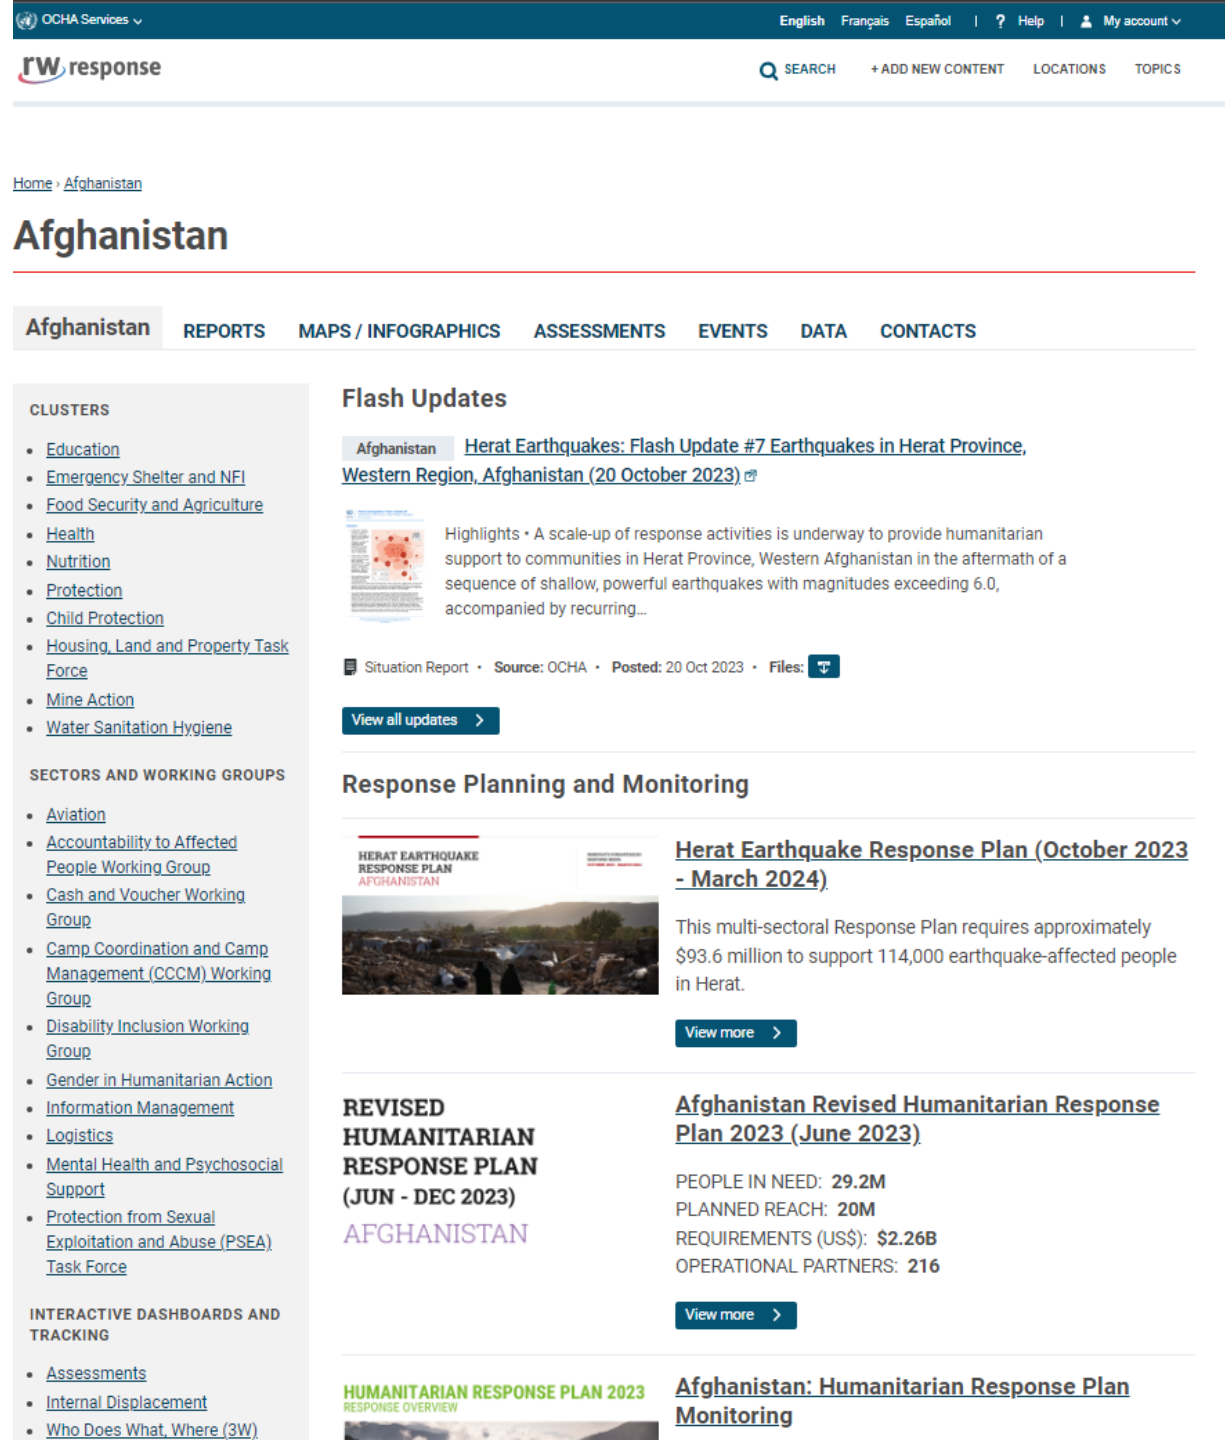 OCHA Services
English Français Español | ? Help | My account
rw response
SEARCH + ADD NEW CONTENT LOCATIONS TOPICS
Home › Afghanistan
Afghanistan
Afghanistan REPORTS MAPS / INFOGRAPHICS ASSESSMENTS EVENTS DATA CONTACTS
CLUSTERS
• Education
• Emergency Shelter and NFI
• Food Security and Agriculture
• Health
• Nutrition
• Protection
• Child Protection
• Housing, Land and Property Task
Force
• Mine Action
• Water Sanitation Hygiene
SECTORS AND WORKING GROUPS
• Aviation
• Accountability to Affected
People Working Group
• Cash and Voucher Working
Group
• Camp Coordination and Camp
Management (CCCM) Working
Group
• Disability Inclusion Working
Group
• Gender in Humanitarian Action
• Information Management
• Logistics
• Mental Health and Psychosocial
Support
• Protection from Sexual
Exploitation and Abuse (PSEA)
Task Force
INTERACTIVE DASHBOARDS AND
TRACKING
• Assessments
• Internal Displacement
• Who Does What, Where (3W)
Flash Updates
Afghanistan Herat Earthquakes: Flash Update #7 Earthquakes in Herat Province,
Western Region, Afghanistan (20 October 2023)
Highlights • A scale-up of response activities is underway to provide humanitarian
support to communities in Herat Province, Western Afghanistan in the aftermath of a
sequence of shallow, powerful earthquakes with magnitudes exceeding 6.0,
accompanied by recurring...
Situation Report • Source: OCHA • Posted: 20 Oct 2023 • Files:
View all updates
Response Planning and Monitoring
HERAT EARTHQUAKE
RESPONSE PLAN
AFGHANISTAN
Herat Earthquake Response Plan (October 2023
- March 2024)
This multi-sectoral Response Plan requires approximately
$93.6 million to support 114,000 earthquake-affected people
in Herat.
View more
REVISED
HUMANITARIAN
RESPONSE PLAN
(JUN - DEC 2023)
AFGHANISTAN
Afghanistan Revised Humanitarian Response
Plan 2023 (June 2023)
PEOPLE IN NEED: 29.2M
PLANNED REACH: 20M
REQUIREMENTS (US$): $2.26B
OPERATIONAL PARTNERS: 216
View more
HUMANITARIAN RESPONSE PLAN 2023
RESPONSE OVERVIEW
Afghanistan: Humanitarian Response Plan
Monitoring